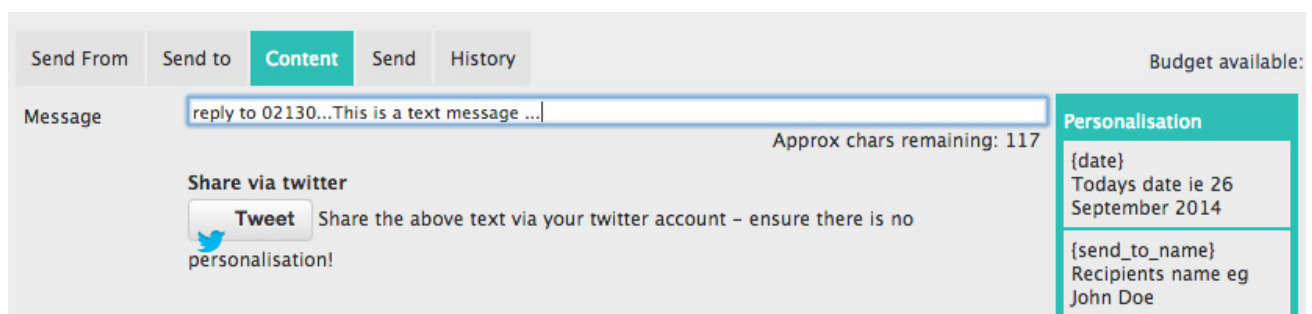 Send From Send to Content Send History Budget available:
Message reply to 02130...This is a text message ...
Approx chars remaining: 117
Share via twitter
Tweet Share the above text via your twitter account – ensure there is no
personalisation!
Personalisation
{date}
Todays date ie 26
September 2014
{send_to_name}
Recipients name eg
John Doe